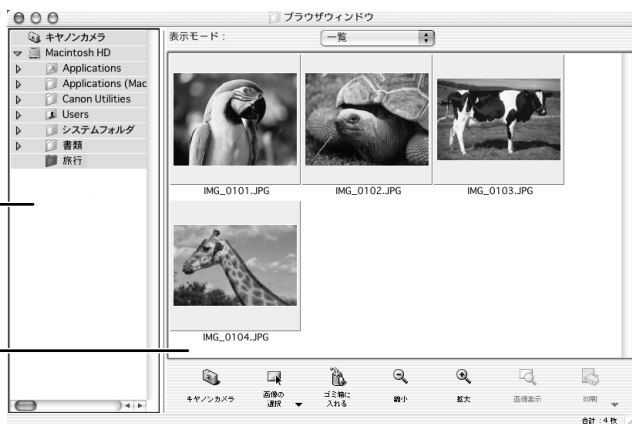 ブラウザウィンドウ
キヤノンカメラ
Macintosh HD
Applications
Applications (Mac
Canon Utilities
Users
システムフォルダ
書類
旅行
表示モード：
一覧
IMG_0101.JPG
IMG_0102.JPG
IMG_0103.JPG
IMG_0104.JPG
キヤノンカメラ
画像の
選択
ゴミ箱に
入れる
縮小
拡大
画像表示
印刷
合計：4 枚